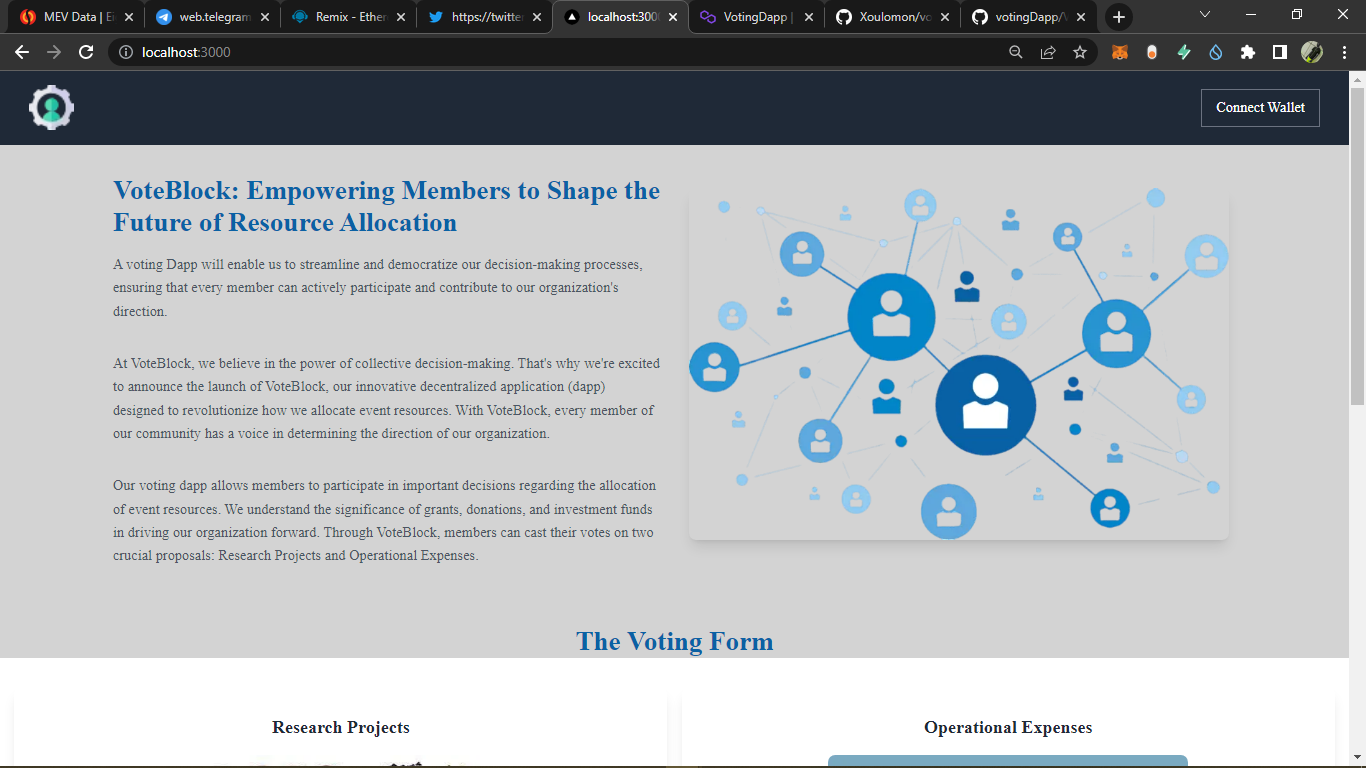 MEV Data | Ei
web.telegram
Remix - Ether
https://twitte
localhost:3000
VotingDapp |
Xoulomon/vo
votingDapp/V
localhost:3000
Connect Wallet
VoteBlock: Empowering Members to Shape the
Future of Resource Allocation
A voting Dapp will enable us to streamline and democratize our decision-making processes,
ensuring that every member can actively participate and contribute to our organization's
direction.
At VoteBlock, we believe in the power of collective decision-making. That's why we're excited
to announce the launch of VoteBlock, our innovative decentralized application (dapp)
designed to revolutionize how we allocate event resources. With VoteBlock, every member of
our community has a voice in determining the direction of our organization.
Our voting dapp allows members to participate in important decisions regarding the allocation
of event resources. We understand the significance of grants, donations, and investment funds
in driving our organization forward. Through VoteBlock, members can cast their votes on two
crucial proposals: Research Projects and Operational Expenses.
The Voting Form
Research Projects
Operational Expenses